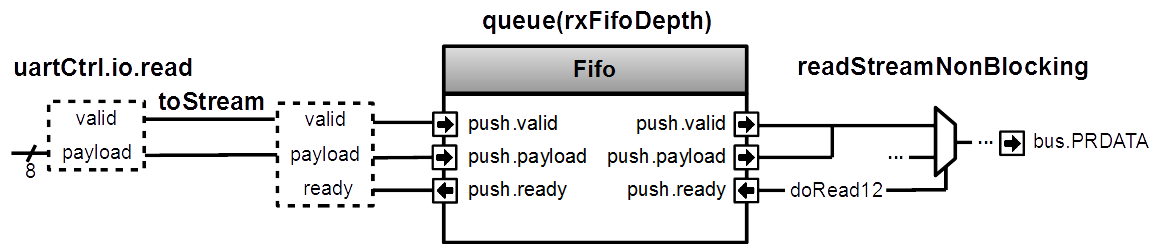 queue(rxFifoDepth)
uartCtrl.io.read
Fifo
readStreamNonBlocking
toStream
valid
valid
push.valid
push.valid
payload
payload
push.payload
push.payload
...
...
bus.PRDATA
8
ready
push.ready
push.ready
doRead12